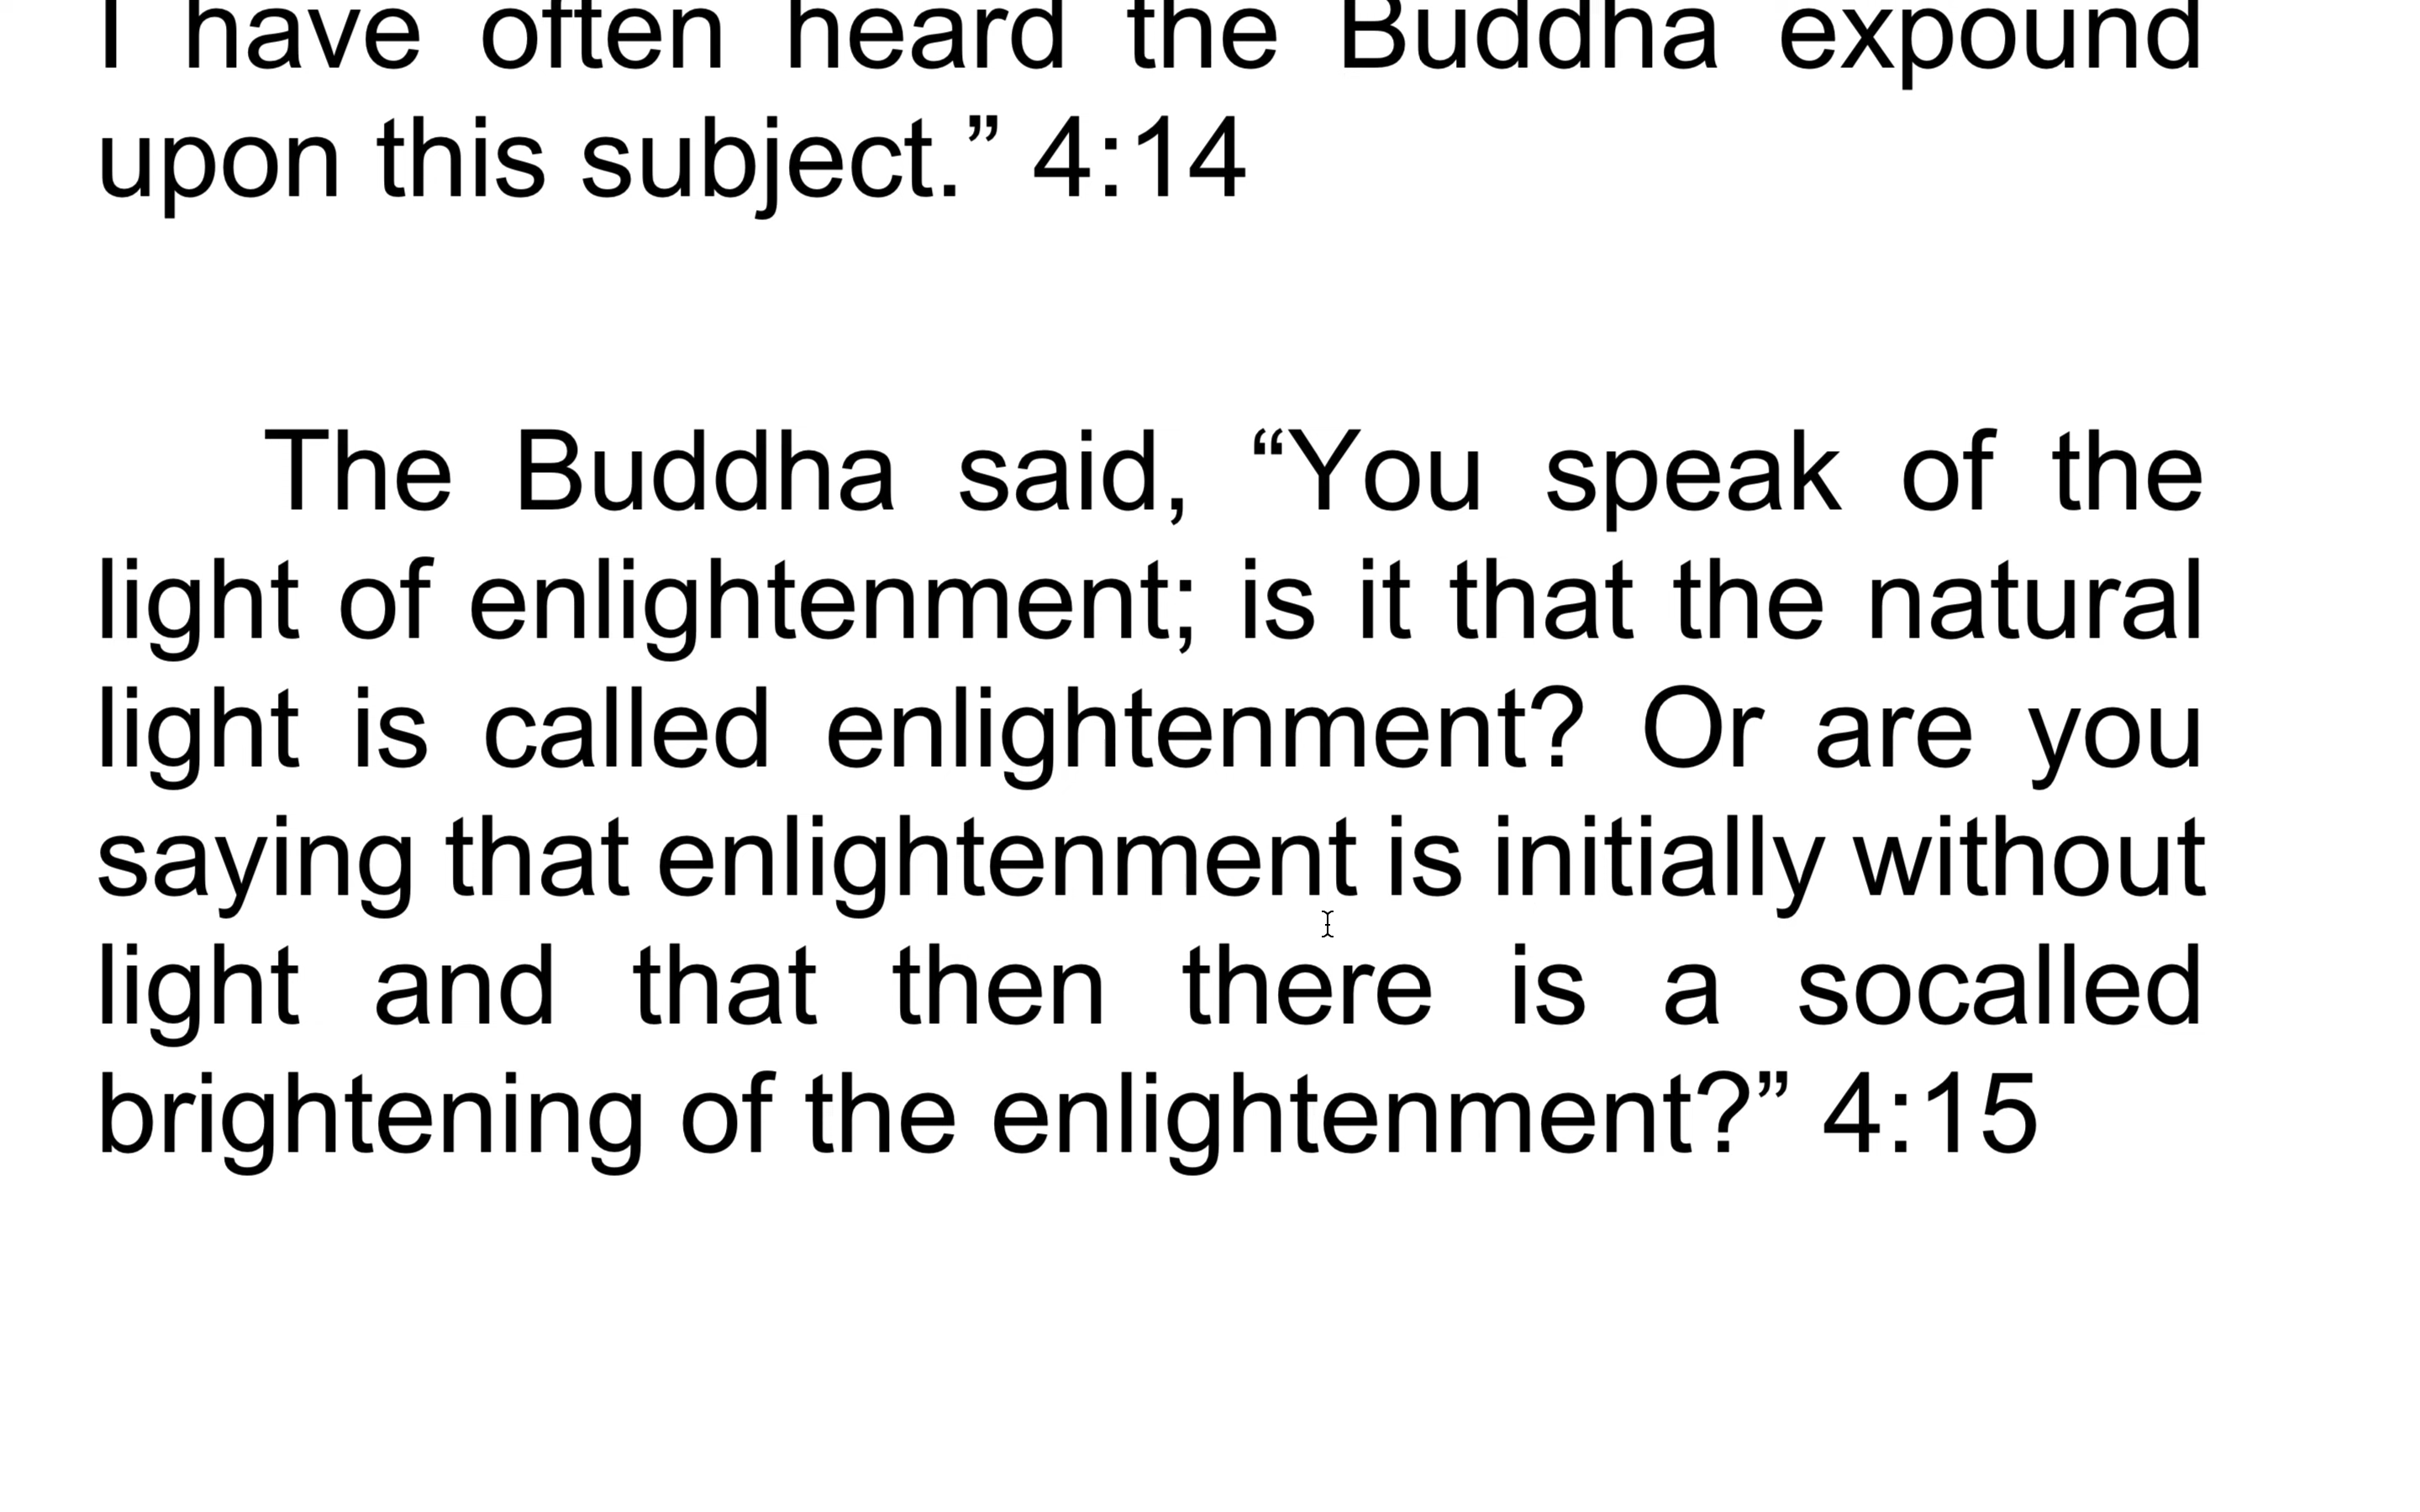 I have often heard the Buddha expound
upon this subject.” 4:14
The Buddha said, “You speak of the
light of enlightenment; is it that the natural
light is called enlightenment? Or are you
saying that enlightenment is initially without
light and that then there is a socalled
brightening of the enlightenment?” 4:15